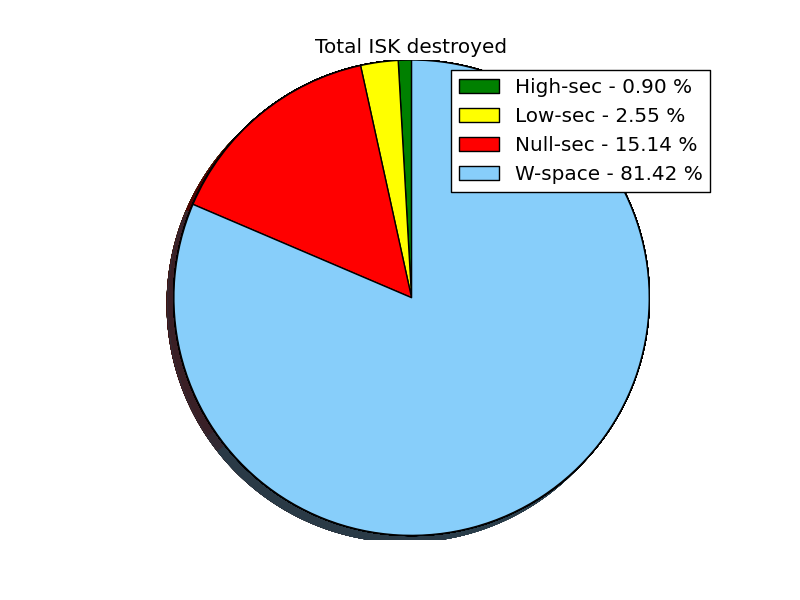 Total ISK destroyed
High-sec - 0.90 %
Low-sec - 2.55 %
Null-sec - 15.14 %
W-space - 81.42 %